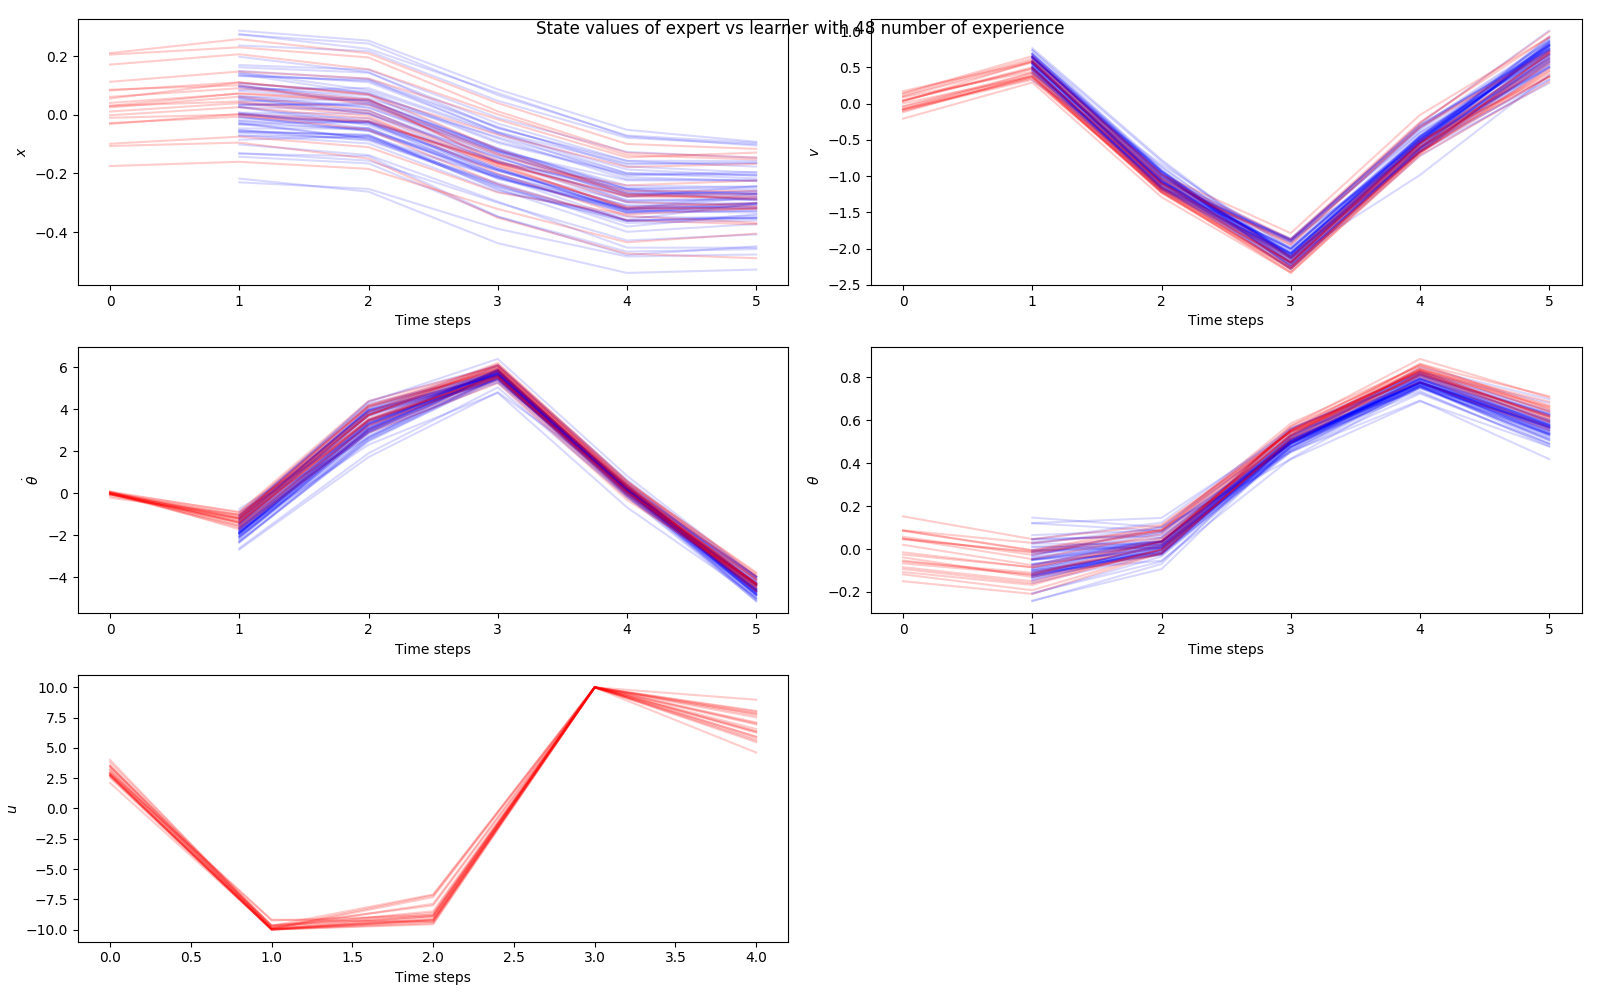 State values of expert vs learner with 48 number of experience
0.2
0.0
−0.2
−0.4
x
0 1 2 3 4 5
Time steps
1.0
0.5
0.0
−0.5
−1.0
−1.5
−2.0
−2.5
v
0 1 2 3 4 5
Time steps
6
4
2
0
−2
−4
θ̇
0 1 2 3 4 5
Time steps
0.8
0.6
0.4
0.2
0.0
−0.2
θ
0 1 2 3 4 5
Time steps
10.0
7.5
5.0
2.5
0.0
−2.5
−5.0
−7.5
−10.0
u
0.0 0.5 1.0 1.5 2.0 2.5 3.0 3.5 4.0
Time steps